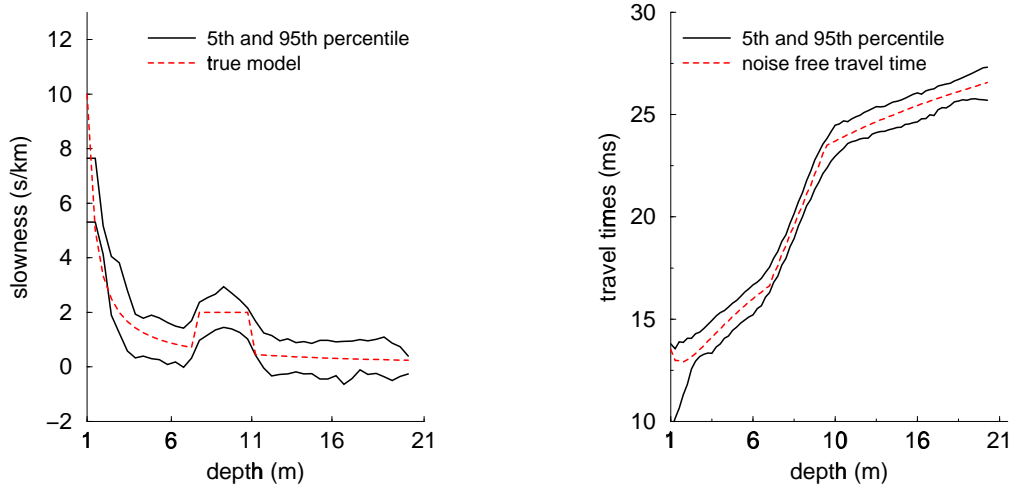 12
10
8
6
4
2
0
–2
slowness (s/km)
5th and 95th percentile
true model
1
6
11
16
21
depth (m)
30
25
20
15
10
travel times (ms)
5th and 95th percentile
noise free travel time
1
6
10
16
21
depth (m)